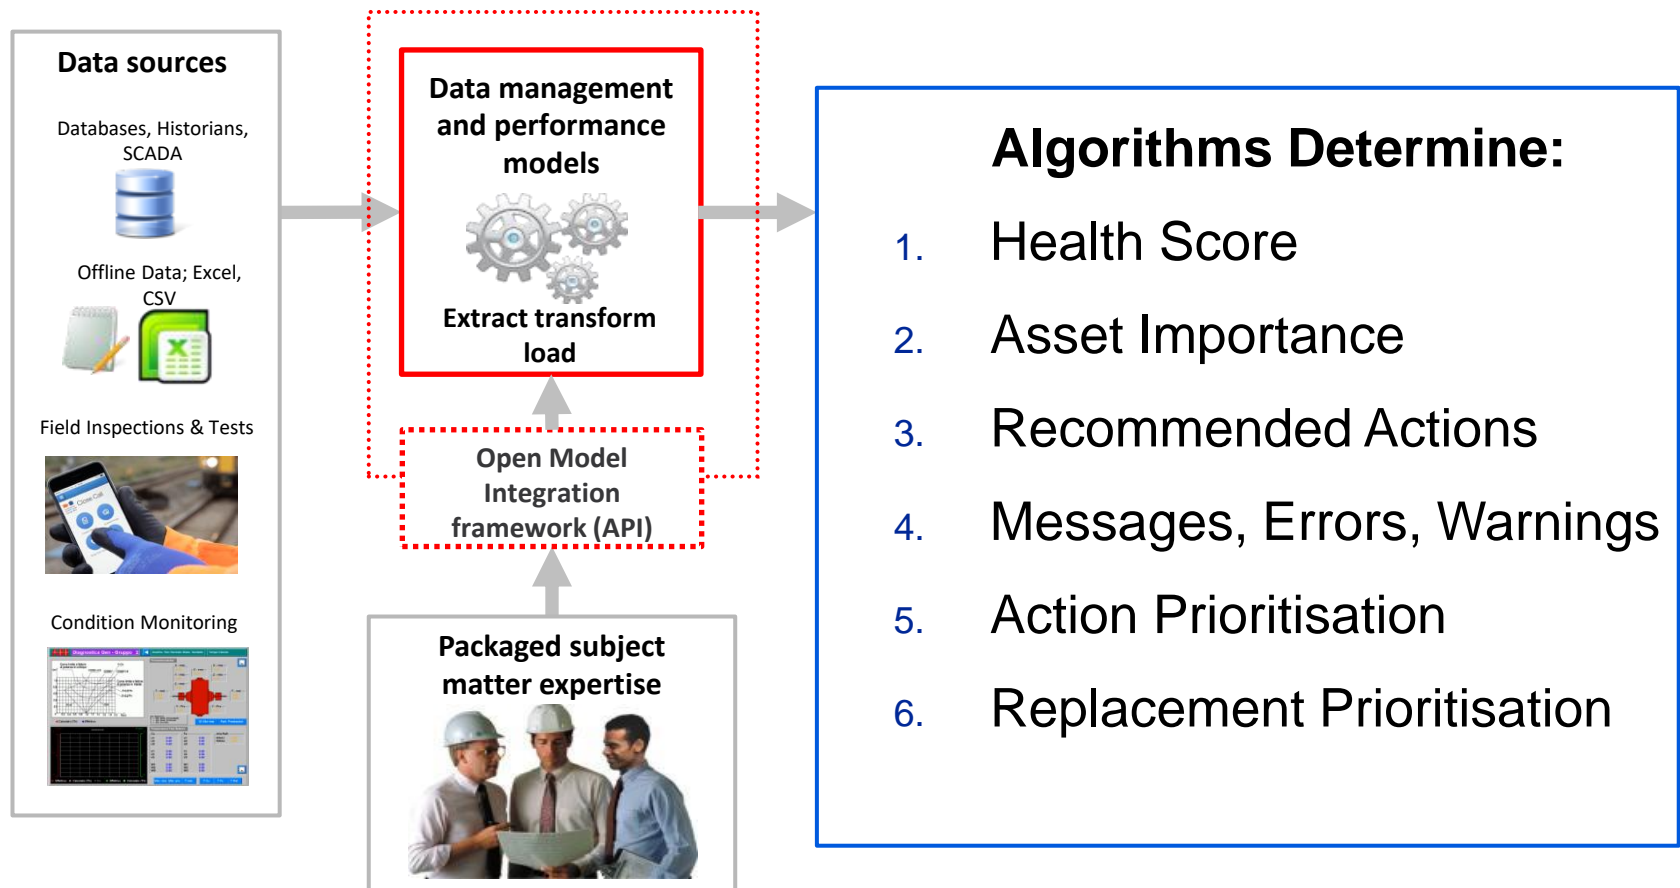 Data sources
Databases, Historians,
SCADA
Offline Data; Excel,
CSV
Field Inspections & Tests
Close Call
Condition Monitoring
Data management
and performance
models
Extract transform
load
Open Model
Integration
framework (API)
Packaged subject
matter expertise
Algorithms Determine:
1. Health Score
2. Asset Importance
3. Recommended Actions
4. Messages, Errors, Warnings
5. Action Prioritisation
6. Replacement Prioritisation